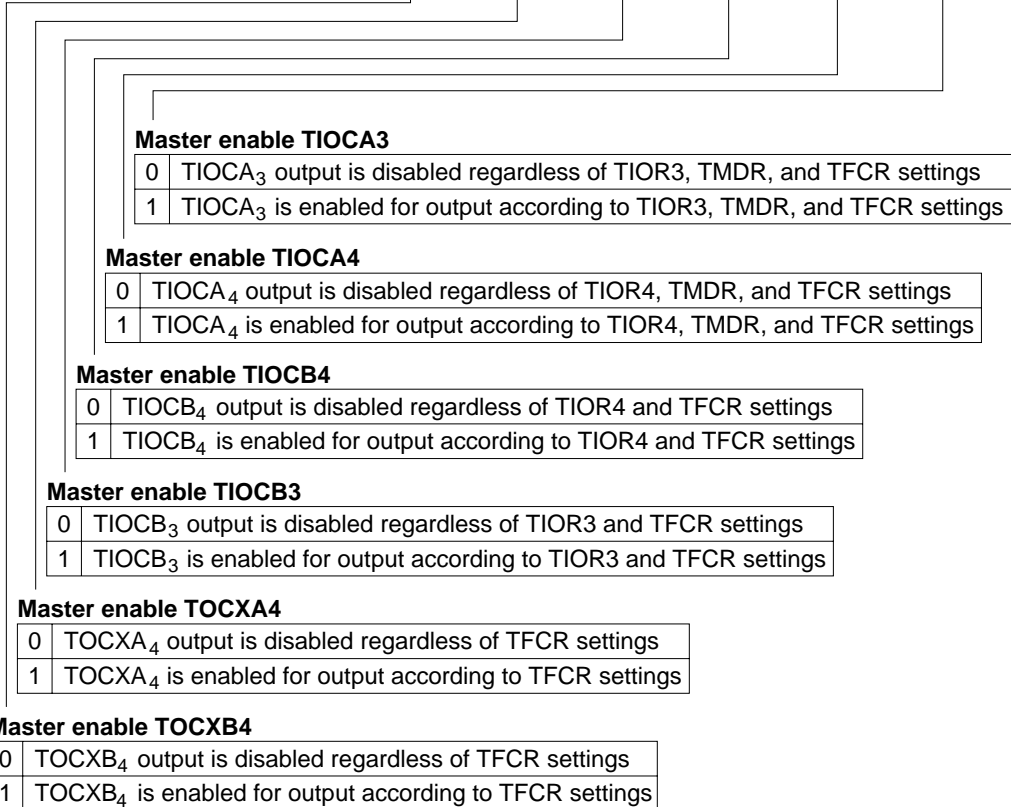 Master enable TIOCA3
0 TIOCA3 output is disabled regardless of TIOR3, TMDR, and TFCR settings
1 TIOCA3 is enabled for output according to TIOR3, TMDR, and TFCR settings
Master enable TIOCA4
0 TIOCA4 output is disabled regardless of TIOR4, TMDR, and TFCR settings
1 TIOCA4 is enabled for output according to TIOR4, TMDR, and TFCR settings
Master enable TIOCB4
0 TIOCB4 output is disabled regardless of TIOR4 and TFCR settings
1 TIOCB4 is enabled for output according to TIOR4 and TFCR settings
Master enable TIOCB3
0 TIOCB3 output is disabled regardless of TIOR3 and TFCR settings
1 TIOCB3 is enabled for output according to TIOR3 and TFCR settings
Master enable TOCXA4
0 TOCXA4 output is disabled regardless of TFCR settings
1 TOCXA4 is enabled for output according to TFCR settings
Master enable TOCXB4
0 TOCXB4 output is disabled regardless of TFCR settings
1 TOCXB4 is enabled for output according to TFCR settings